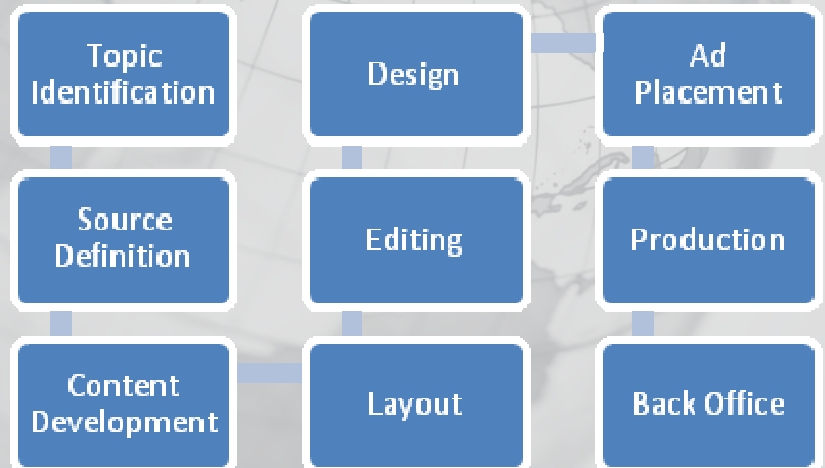 Topic
Identification
Design
Ad
Placement
Source
Definition
Editing
Production
Content
Development
Layout
Back Office